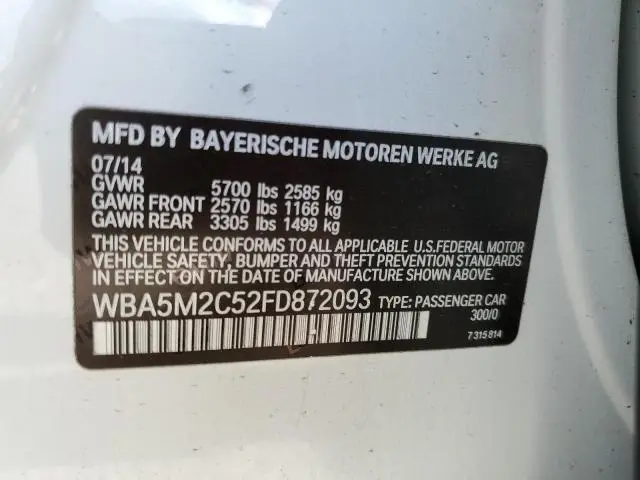 MFD BY BAYERISCHE MOTOREN WERKE AG
07/14
GVWR 5700 lbs 2585 kg
GAWR FRONT 2570 lbs 1166 kg
GAWR REAR 3305 lbs 1499 kg
THIS VEHICLE CONFORMS TO ALL APPLICABLE U.S.FEDERAL MOTOR
VEHICLE SAFETY, BUMPER AND THEFT PREVENTION STANDARDS
IN EFFECT ON THE DATE OF MANUFACTURE SHOWN ABOVE.
WBA5M2C52FD872093 TYPE: PASSENGER CAR
300/0
7 315 814